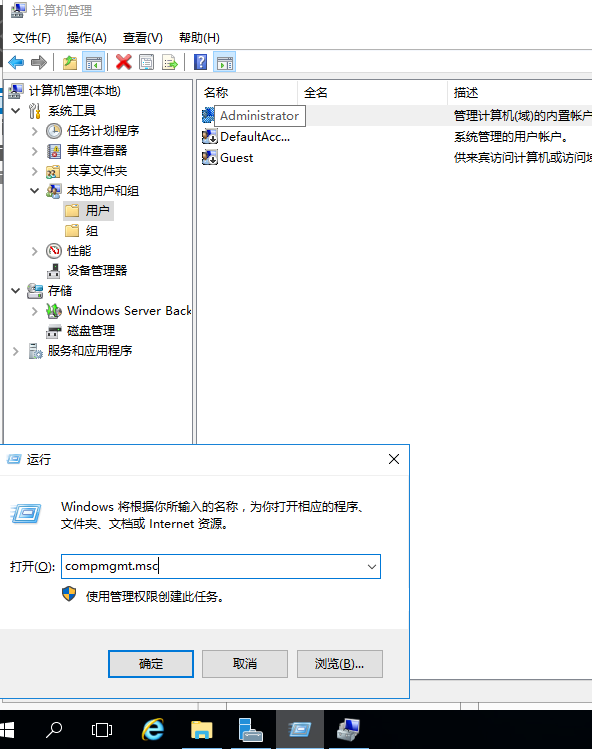 计算机管理
文件(F) 操作(A) 查看(V) 帮助(H)
计算机管理(本地)
系统工具
任务计划程序
事件查看器
共享文件夹
本地用户和组
用户
组
性能
设备管理器
存储
Windows Server Back
磁盘管理
服务和应用程序
名称 全名 描述
Administrator 管理计算机(域)的内置帐户
DefaultAcc... 系统管理的用户帐户。
Guest 供来宾访问计算机或访问域
运行
Windows 将根据你所输入的名称，为你打开相应的程序、
文件夹、文档或 Internet 资源。
打开(O): compmgmt.msc
使用管理权限创建此任务。
确定 取消 浏览(B)...